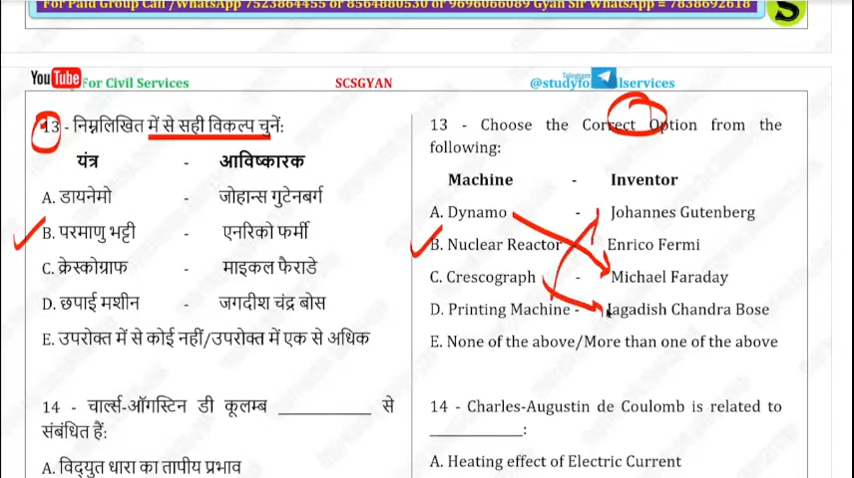 For Paid Group Call /WhatsApp 7523864455 or 8564880530 or 9696066089 Gyan Sir WhatsApp = 7838692618
S
YouTube For Civil Services
SCSGYAN
Telegram
@studyfo ilservices
13 - निम्नलिखित में से सही विकल्प चुनें:
यंत्र - आविष्कारक
A. डायनेमो - जोहान्स गुटेनबर्ग
B. परमाणु भट्टी - एनरिको फर्मी
C. क्रेस्कोग्राफ - माइकल फैराडे
D. छपाई मशीन - जगदीश चंद्र बोस
E. उपरोक्त में से कोई नहीं/उपरोक्त में एक से अधिक
14 - चार्ल्स-ऑगस्टिन डी कूलम्ब __________ से
संबंधित हैं:
A. विद्युत धारा का तापीय प्रभाव
13 - Choose the Correct Option from the
following:
Machine - Inventor
A. Dynamo - Johannes Gutenberg
B. Nuclear Reactor Enrico Fermi
C. Crescograph - Michael Faraday
D. Printing Machine - Jagadish Chandra Bose
E. None of the above/More than one of the above
14 - Charles-Augustin de Coulomb is related to
__________:
A. Heating effect of Electric Current